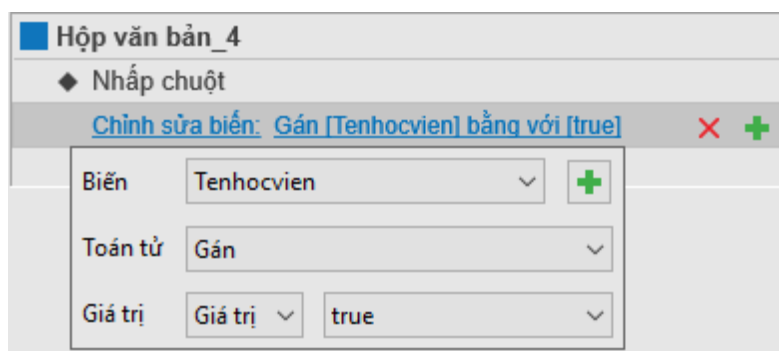 Hộp văn bản_4
Nhấp chuột
Chỉnh sửa biến: Gán [Tenhocvien] bằng với [true]
Biến Tenhocvien
Toán tử Gán
Giá trị Giá trị true